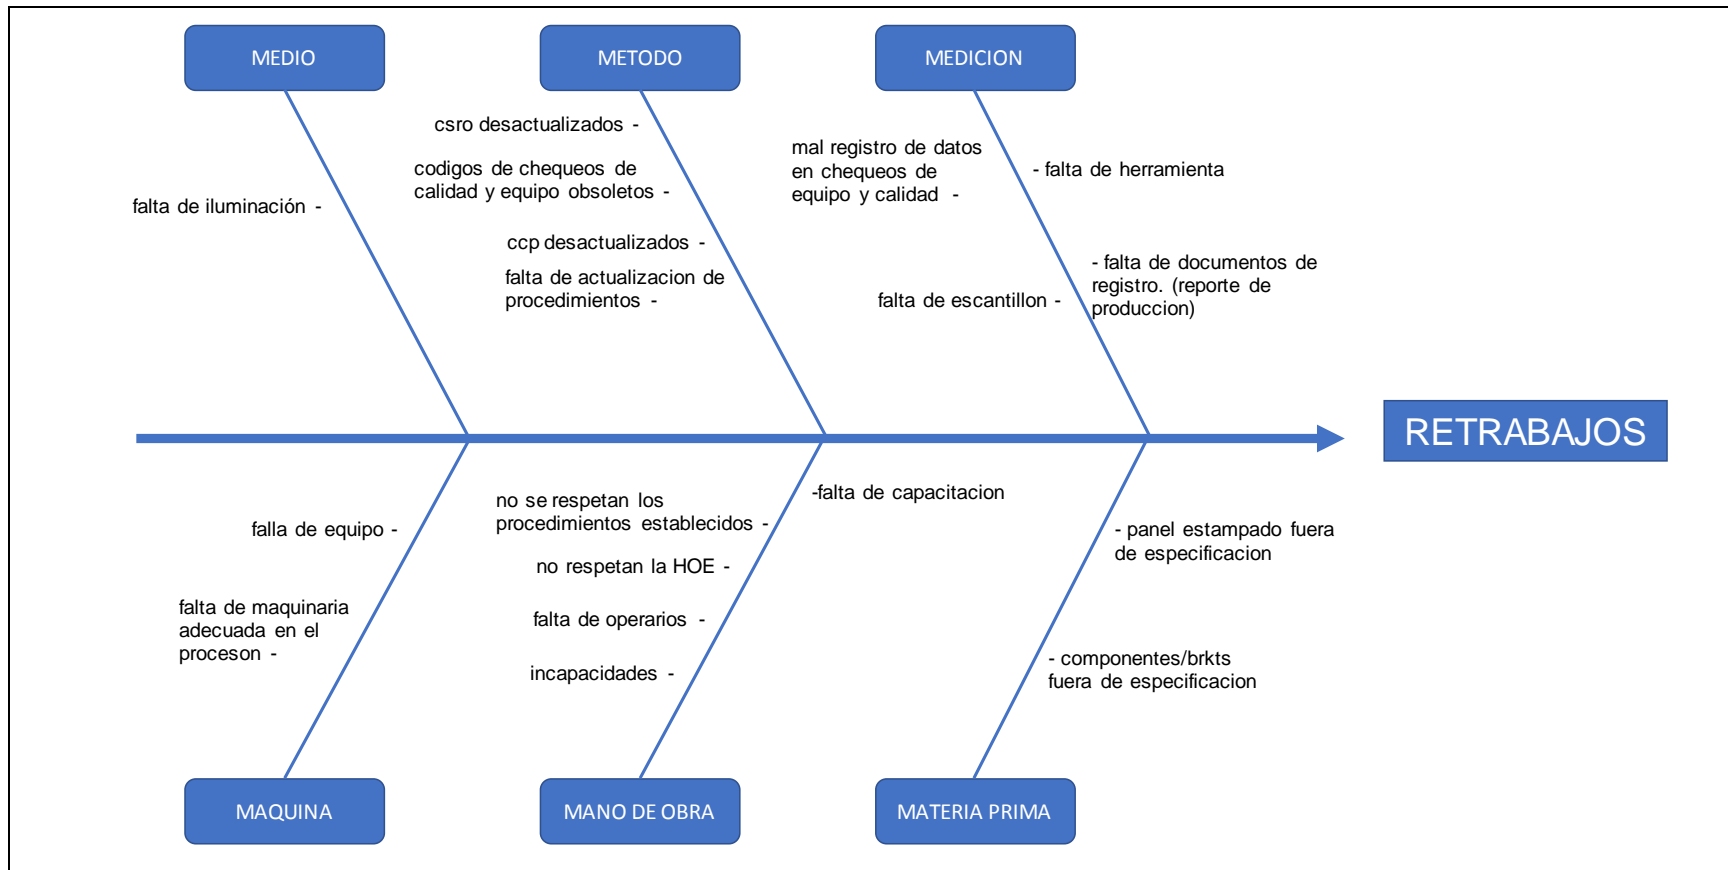 MEDIO
METODO
MEDICION
csro desactualizados -
codigos de chequeos de
calidad y equipo obsoletos -
ccp desactualizados -
falta de actualizacion de
procedimientos -
falta de iluminación -
mal registro de datos
en chequeos de
equipo y calidad -
- falta de herramienta
falta de escantillon -
- falta de documentos de
registro. (reporte de
produccion)
RETRABAJOS
falla de equipo -
falta de maquinaria
adecuada en el
proceson -
no se respetan los
procedimientos establecidos -
no respetan la HOE -
falta de operarios -
incapacidades -
-falta de capacitacion
- panel estampado fuera
de especificacion
- componentes/brkts
fuera de especificacion
MAQUINA
MANO DE OBRA
MATERIA PRIMA